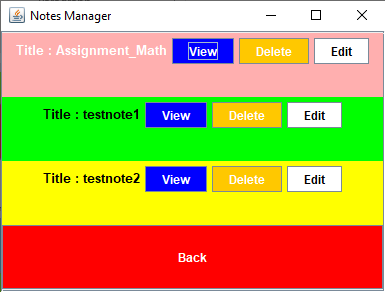 Notes Manager
Title : Assignment_Math View Delete Edit
Title : testnote1 View Delete Edit
Title : testnote2 View Delete Edit
Back